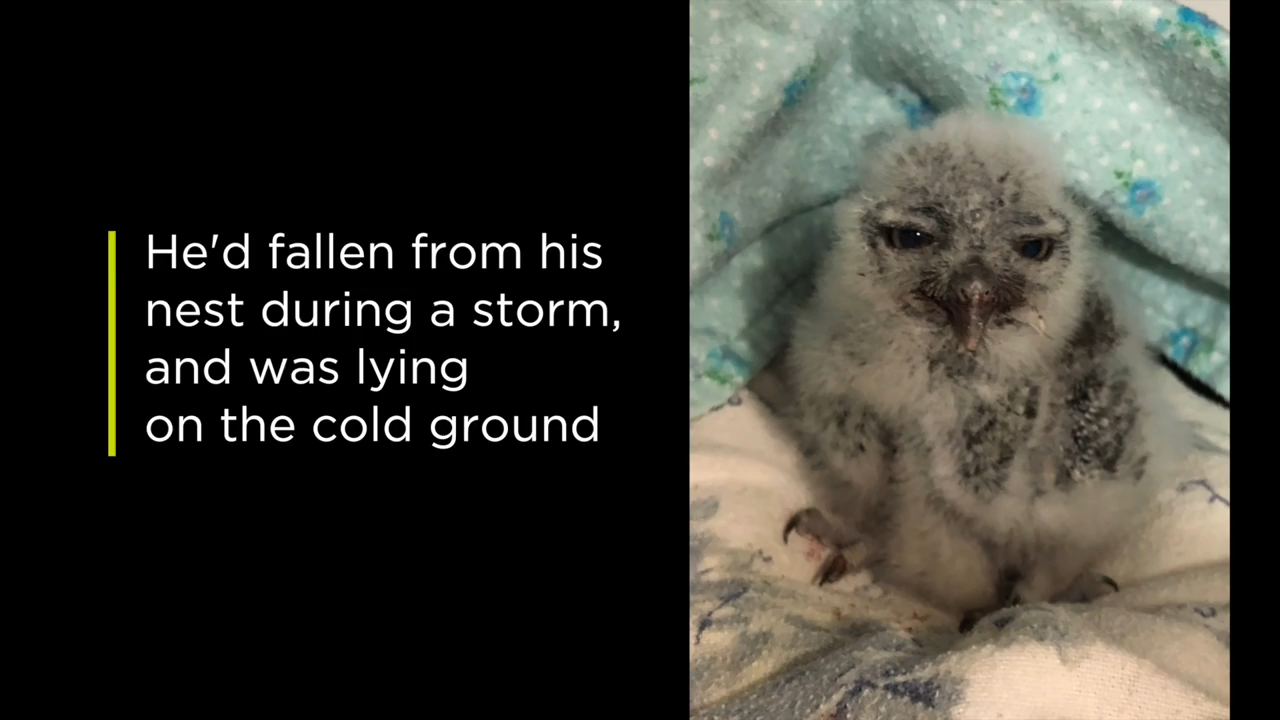 He'd fallen from his
nest during a storm,
and was lying
on the cold ground